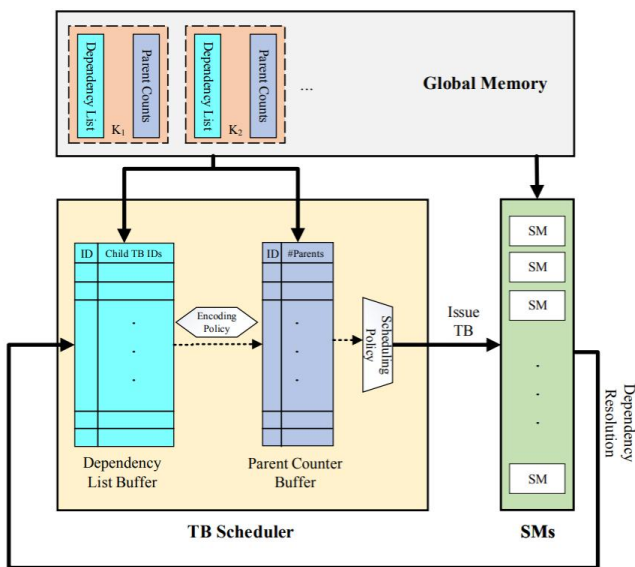 Dependency List
Parent Counts
K1
Dependency List
Parent Counts
K2
...
Global Memory
ID
Child TB IDs
ID
#Parents
Encoding
Policy
Scheduling
Policy
Issue
TB
SM
SM
SM
SM
Dependency
Resolution
Dependency
List Buffer
Parent Counter
Buffer
TB Scheduler
SMs